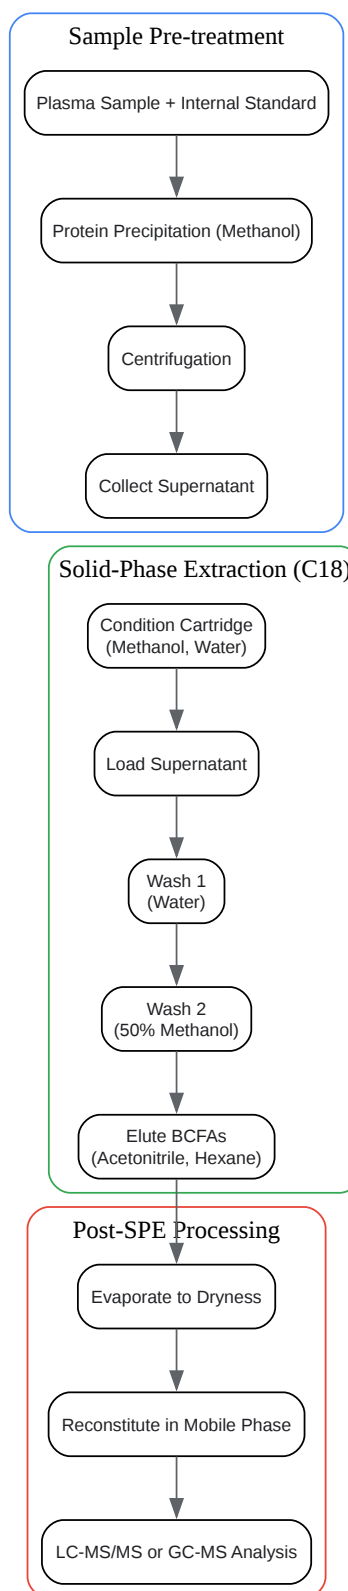 Sample Pre-treatment
Plasma Sample + Internal Standard
Protein Precipitation (Methanol)
Centrifugation
Collect Supernatant
Solid-Phase Extraction (C18)
Condition Cartridge
(Methanol, Water)
Load Supernatant
Wash 1
(Water)
Wash 2
(50% Methanol)
Elute BCFAs
(Acetonitrile, Hexane)
Post-SPE Processing
Evaporate to Dryness
Reconstitute in Mobile Phase
LC-MS/MS or GC-MS Analysis